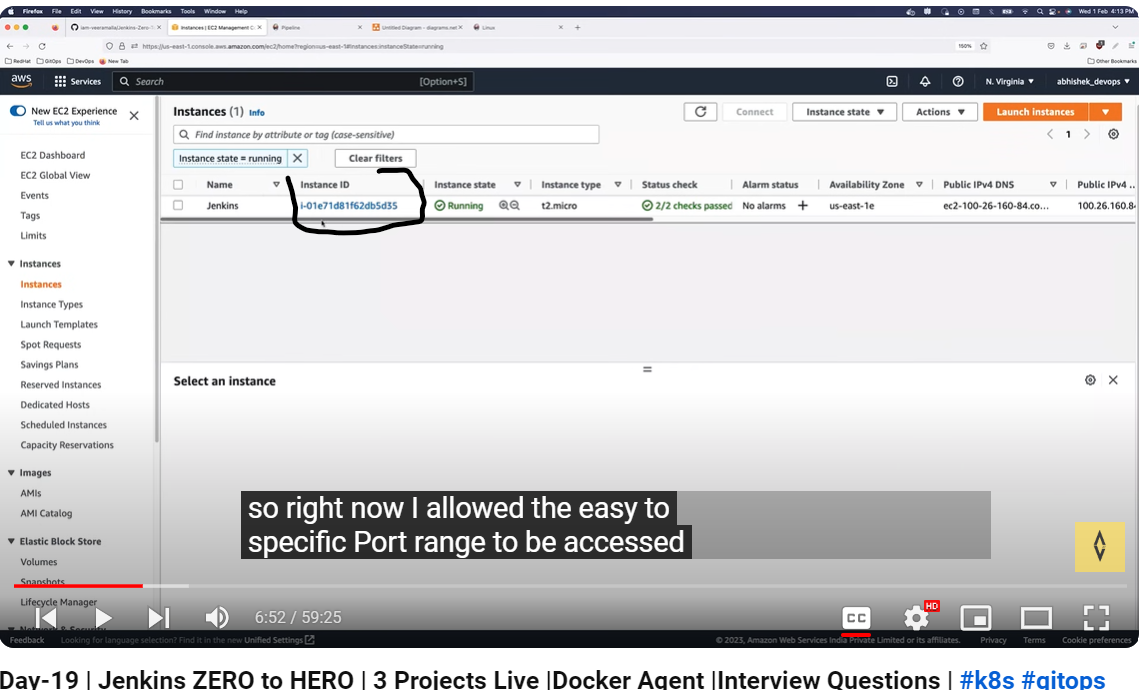 Firefox File Edit View History Bookmarks Tools Window Help
Wed 1 Feb 4:13 PM
iam-veeramalla/Jenkins-Zero-T
Instances | EC2 Management C
Pipeline
Untitled Diagram - diagrams.net
Linux
https://us-east-1.console.aws.amazon.com/ec2/home?region=us-east-1#Instances:instanceState=running
150%
RedHat GitOps DevOps New Tab
Other Bookmarks
aws
Services
Search
[Option+S]
N. Virginia
abhishek_devops
New EC2 Experience
Tell us what you think
EC2 Dashboard
EC2 Global View
Events
Tags
Limits
Instances
Instances
Instance Types
Launch Templates
Spot Requests
Savings Plans
Reserved Instances
Dedicated Hosts
Scheduled Instances
Capacity Reservations
Images
AMIs
AMI Catalog
Elastic Block Store
Volumes
Snapshots
Lifecycle Manager
Instances (1) Info
Connect
Instance state
Actions
Launch instances
Find instance by attribute or tag (case-sensitive)
1
Instance state = running
Clear filters
Name Instance ID Instance state Instance type Status check Alarm status Availability Zone Public IPv4 DNS Public IPv4 ..
Jenkins i-01e71d81f62db5d35 Running t2.micro 2/2 checks passed No alarms + us-east-1e ec2-100-26-160-84.co... 100.26.160.84
Select an instance
so right now I allowed the easy to
specific Port range to be accessed
6:52 / 59:25
CC
HD
Feedback Looking for language selection? Find it in the new Unified Settings
© 2023, Amazon Web Services India Private Limited or its affiliates. Privacy Terms Cookie preferences
Day-19 | Jenkins ZERO to HERO | 3 Projects Live |Docker Agent |Interview Questions | #k8s #gitops